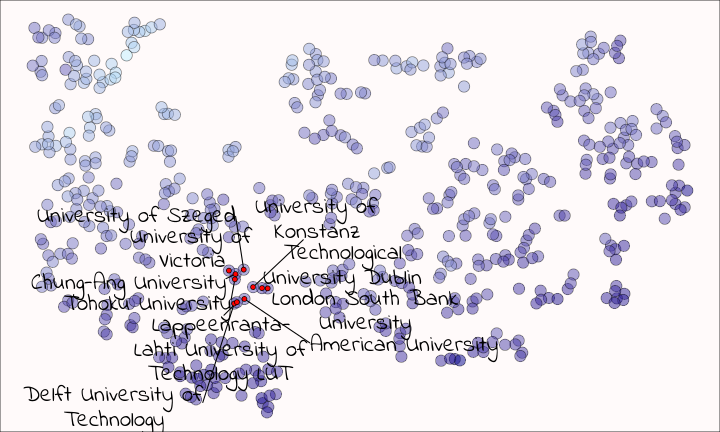 University of Szeged
University of
Konstanz
University of
Victoria
Technological
University Dublin
Chung-Ang University
Tohoku University
London South Bank
University
Lappeenranta-
Lahti University of
Technology LUT
American University
Delft University of
Technology